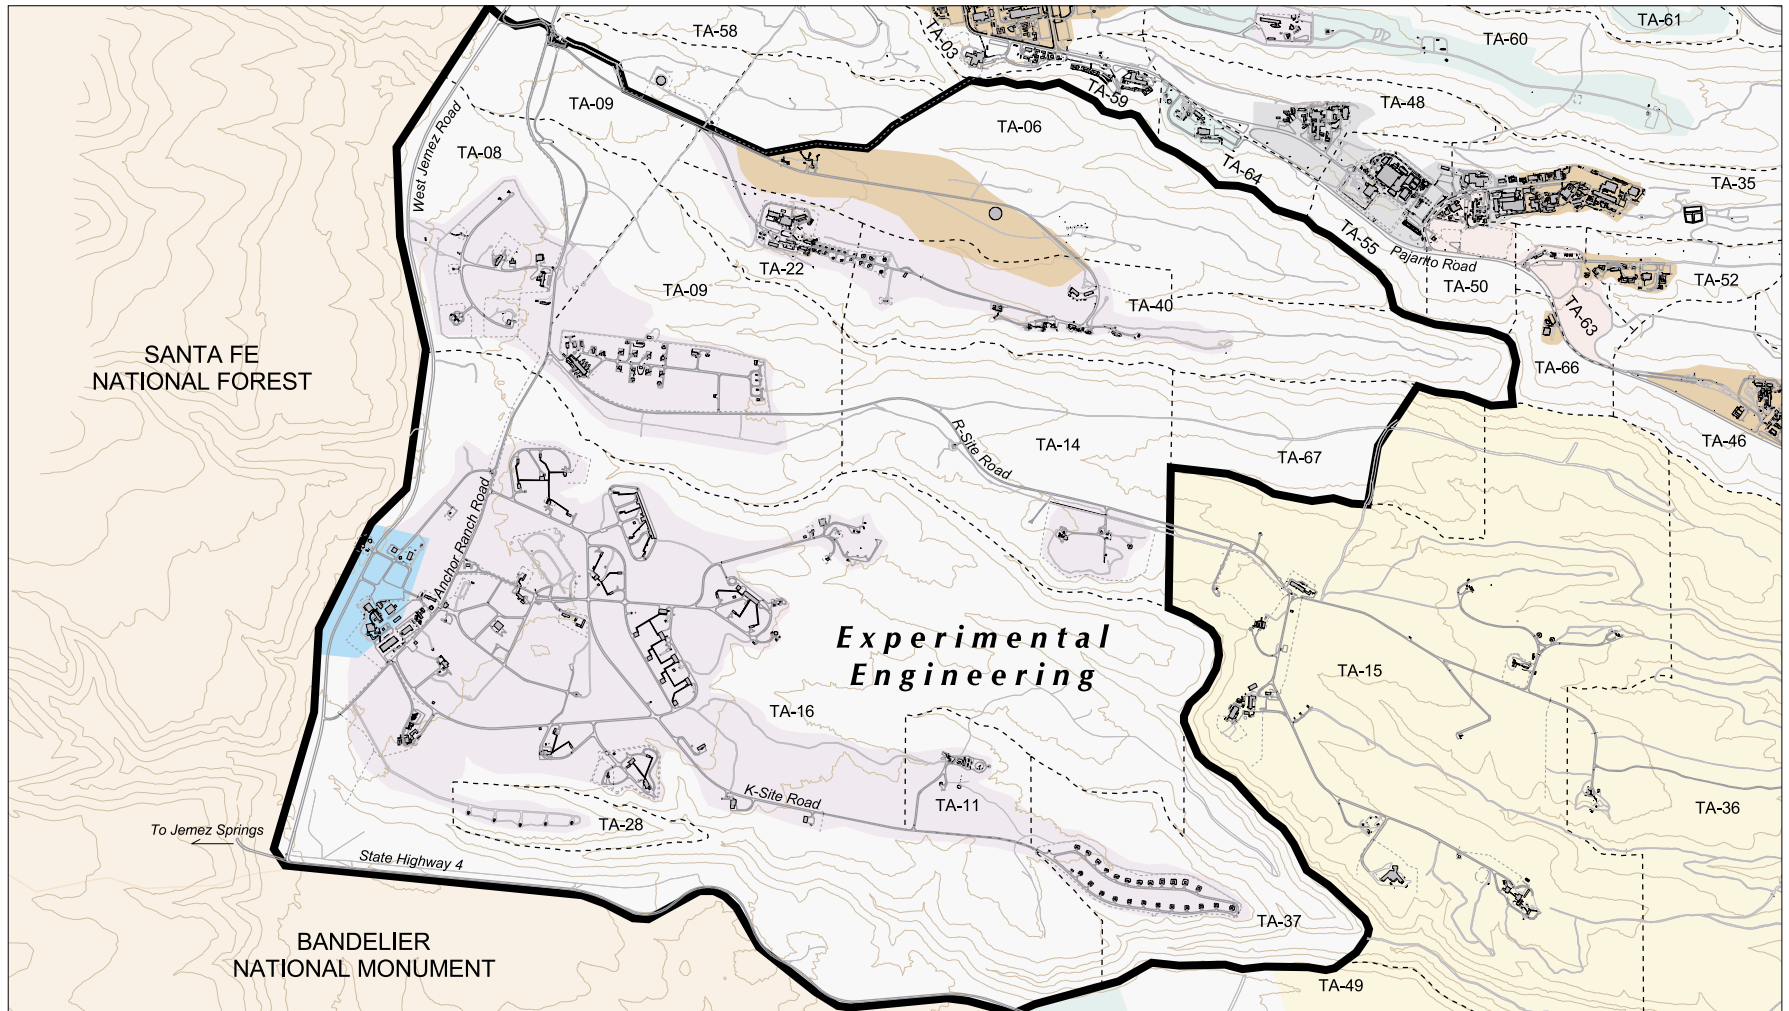 TA-58
TA-03
TA-60
TA-61
TA-09
TA-59
TA-48
TA-06
TA-08
West Jemez Road
TA-64
TA-35
TA-55
Pajarito Road
TA-22
TA-09
TA-40
TA-50
TA-52
TA-63
SANTA FE
NATIONAL FOREST
TA-66
TA-14
R-Site Road
TA-67
TA-46
Anchor Ranch Road
Experimental
Engineering
TA-15
TA-16
K-Site Road
TA-11
TA-36
TA-28
To Jemez Springs
State Highway 4
TA-37
BANDELIER
NATIONAL MONUMENT
TA-49